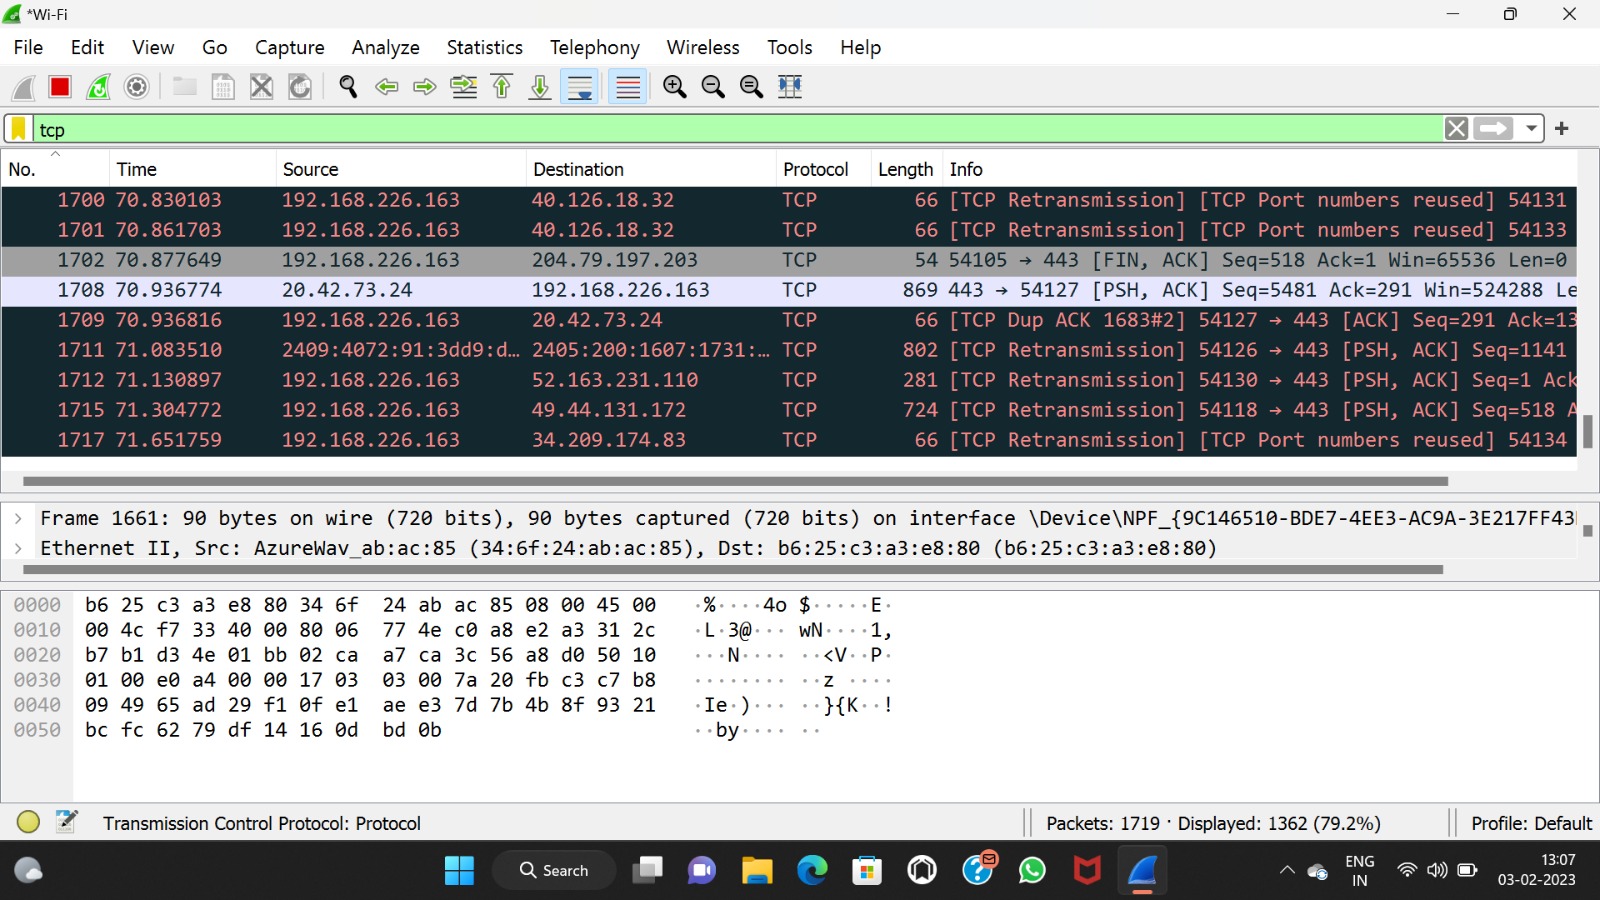 *Wi-Fi
File Edit View Go Capture Analyze Statistics Telephony Wireless Tools Help
tcp
No. Time Source Destination Protocol Length Info
1700 70.830103 192.168.226.163 40.126.18.32 TCP 66 [TCP Retransmission] [TCP Port numbers reused] 54131
1701 70.861703 192.168.226.163 40.126.18.32 TCP 66 [TCP Retransmission] [TCP Port numbers reused] 54133
1702 70.877649 192.168.226.163 204.79.197.203 TCP 54 54105 → 443 [FIN, ACK] Seq=518 Ack=1 Win=65536 Len=0
1708 70.936774 20.42.73.24 192.168.226.163 TCP 869 443 → 54127 [PSH, ACK] Seq=5481 Ack=291 Win=524288 Le
1709 70.936816 192.168.226.163 20.42.73.24 TCP 66 [TCP Dup ACK 1683#2] 54127 → 443 [ACK] Seq=291 Ack=13
1711 71.083510 2409:4072:91:3dd9:d… 2405:200:1607:1731:… TCP 802 [TCP Retransmission] 54126 → 443 [PSH, ACK] Seq=1141
1712 71.130897 192.168.226.163 52.163.231.110 TCP 281 [TCP Retransmission] 54130 → 443 [PSH, ACK] Seq=1 Ack
1715 71.304772 192.168.226.163 49.44.131.172 TCP 724 [TCP Retransmission] 54118 → 443 [PSH, ACK] Seq=518 A
1717 71.651759 192.168.226.163 34.209.174.83 TCP 66 [TCP Retransmission] [TCP Port numbers reused] 54134
Frame 1661: 90 bytes on wire (720 bits), 90 bytes captured (720 bits) on interface \Device\NPF_{9C146510-BDE7-4EE3-AC9A-3E217FF43
Ethernet II, Src: AzureWav_ab:ac:85 (34:6f:24:ab:ac:85), Dst: b6:25:c3:a3:e8:80 (b6:25:c3:a3:e8:80)
0000 b6 25 c3 a3 e8 80 34 6f 24 ab ac 85 08 00 45 00 ·%····4o $·····E·
0010 00 4c f7 33 40 00 80 06 77 4e c0 a8 e2 a3 31 2c ·L·3@··· wN····1,
0020 b7 b1 d3 4e 01 bb 02 ca a7 ca 3c 56 a8 d0 50 10 ···N···· ··<V··P·
0030 01 00 e0 a4 00 00 17 03 03 00 7a 20 fb c3 c7 b8 ········ ··z ····
0040 09 49 65 ad 29 f1 0f e1 ae e3 7d 7b 4b 8f 93 21 ·Ie·)··· ··}{K··!
0050 bc fc 62 79 df 14 16 0d bd 0b ··by···· ··
Transmission Control Protocol: Protocol Packets: 1719 · Displayed: 1362 (79.2%) Profile: Default
Search ENG IN 13:07 03-02-2023